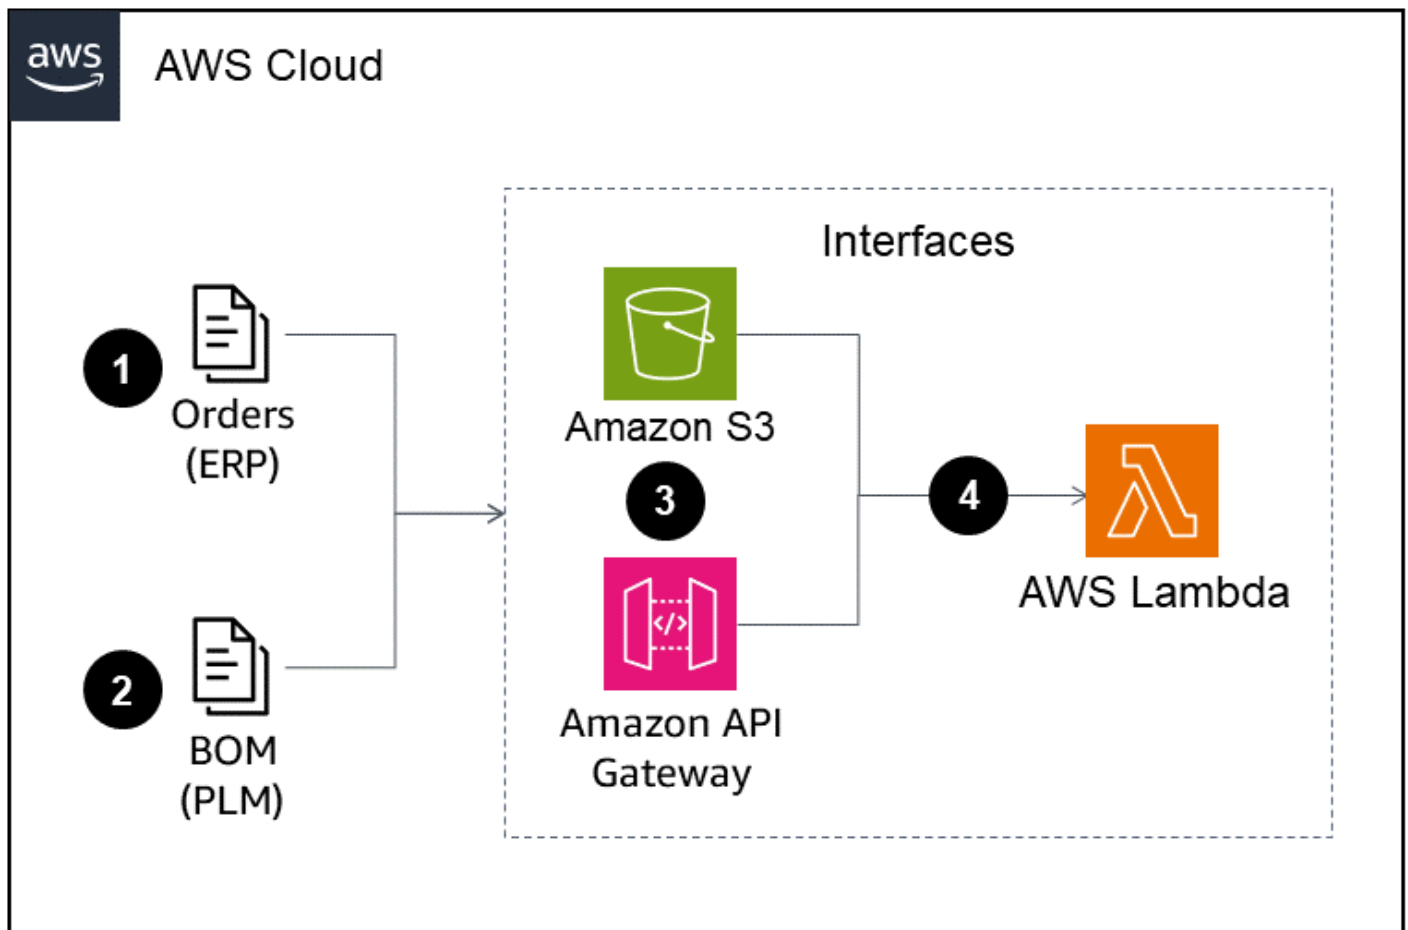 aws
AWS Cloud
Interfaces
1
Orders
(ERP)
Amazon S3
3
4
AWS Lambda
2
BOM
(PLM)
</>
Amazon API
Gateway